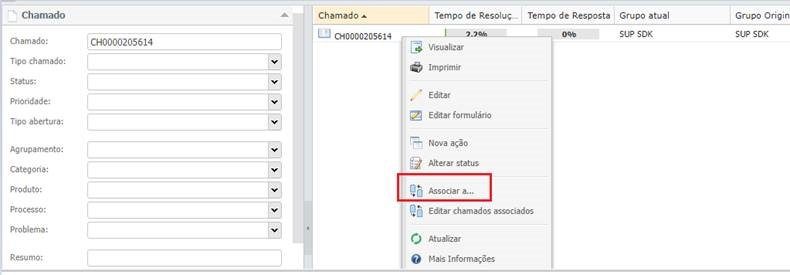 Chamado
Chamado: CH0000205614
Tipo chamado:
Status:
Prioridade:
Tipo abertura:
Agrupamento:
Categoria:
Produto:
Processo:
Problema:
Resumo:
Chamado Tempo de Resoluç... Tempo de Resposta Grupo atual Grupo Origin
CH0000205614 2.2% 0% SUP SDK SUP SDK
Visualizar
Imprimir
Editar
Editar formulário
Nova ação
Alterar status
Associar a...
Editar chamados associados
Atualizar
Mais Informações